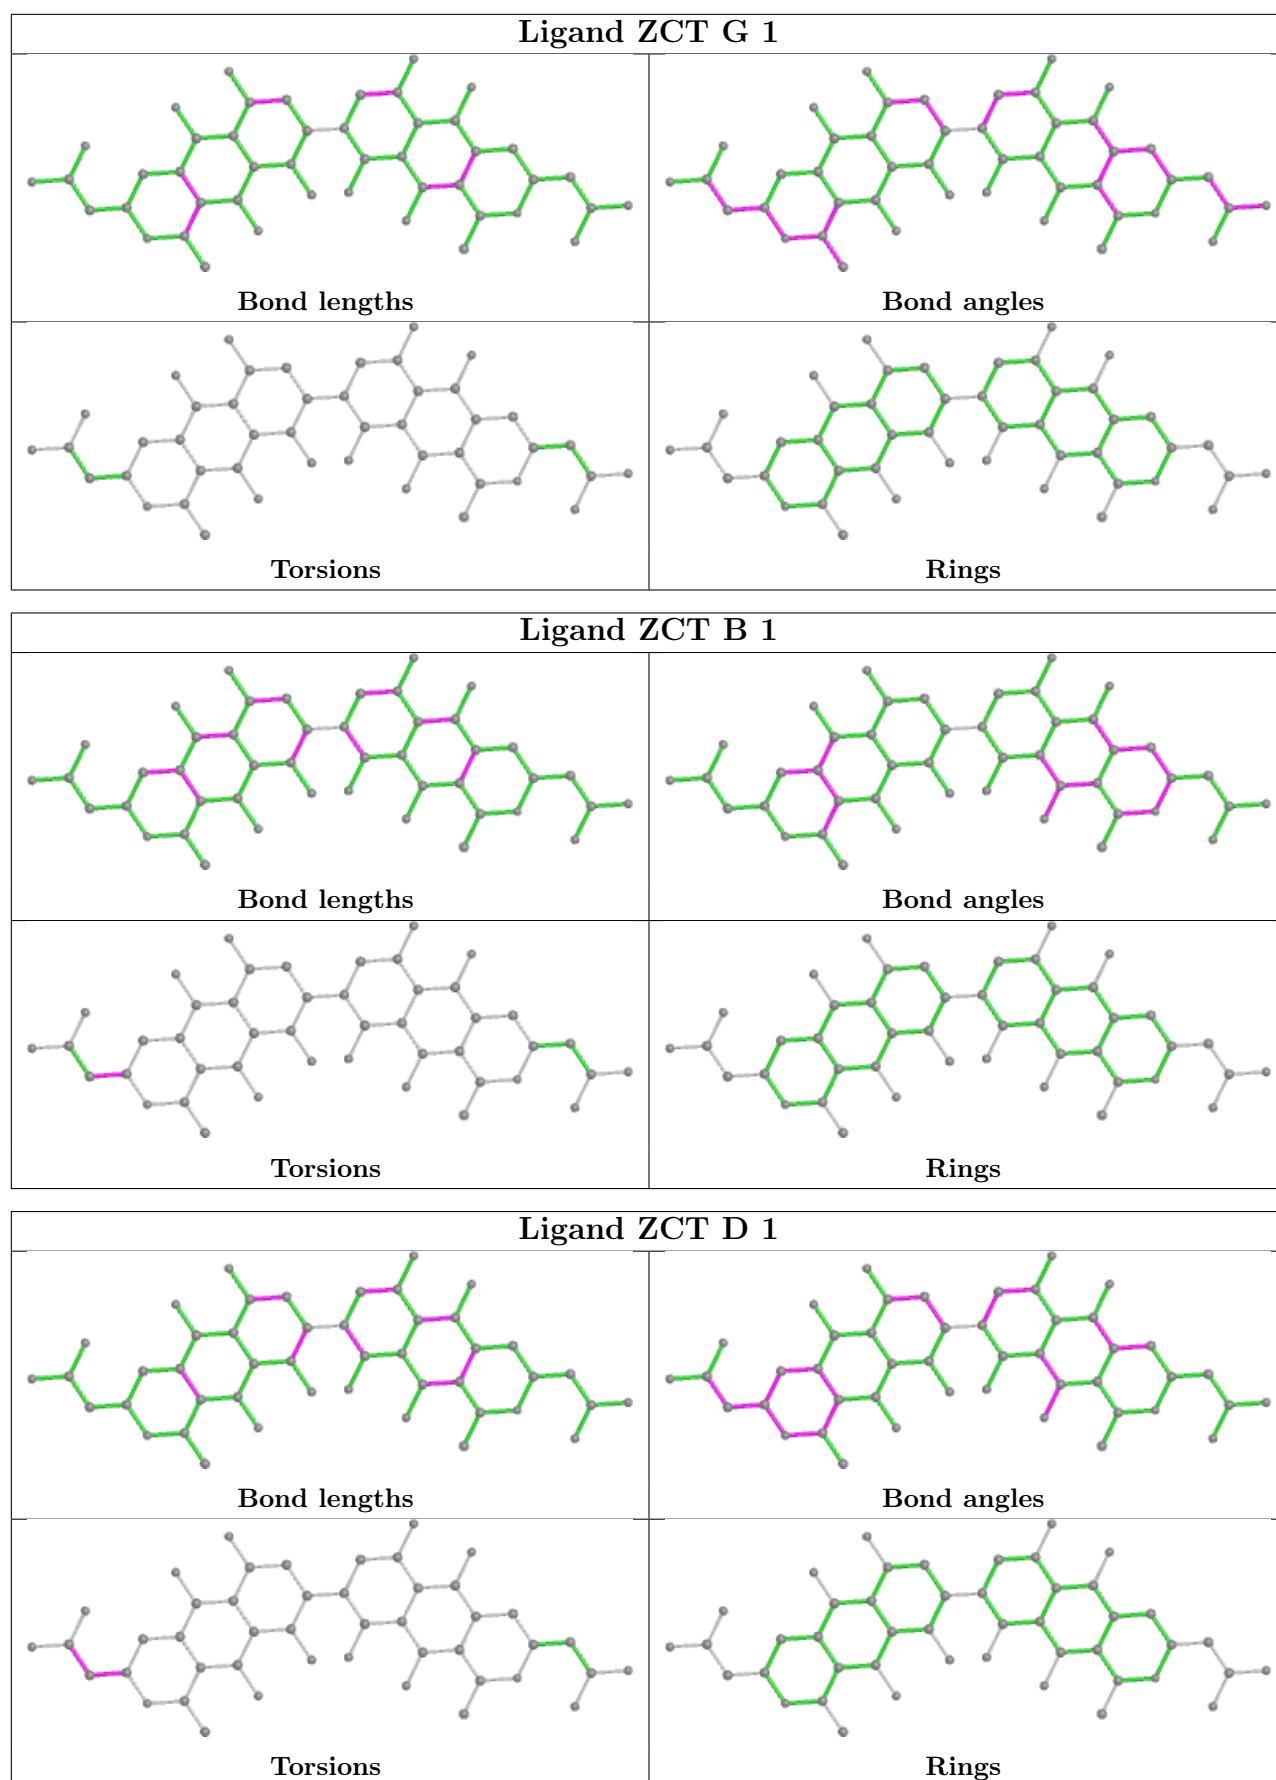 Ligand ZCT G 1
Bond lengths
Bond angles
Torsions
Rings
Ligand ZCT B 1
Bond lengths
Bond angles
Torsions
Rings
Ligand ZCT D 1
Bond lengths
Bond angles
Torsions
Rings